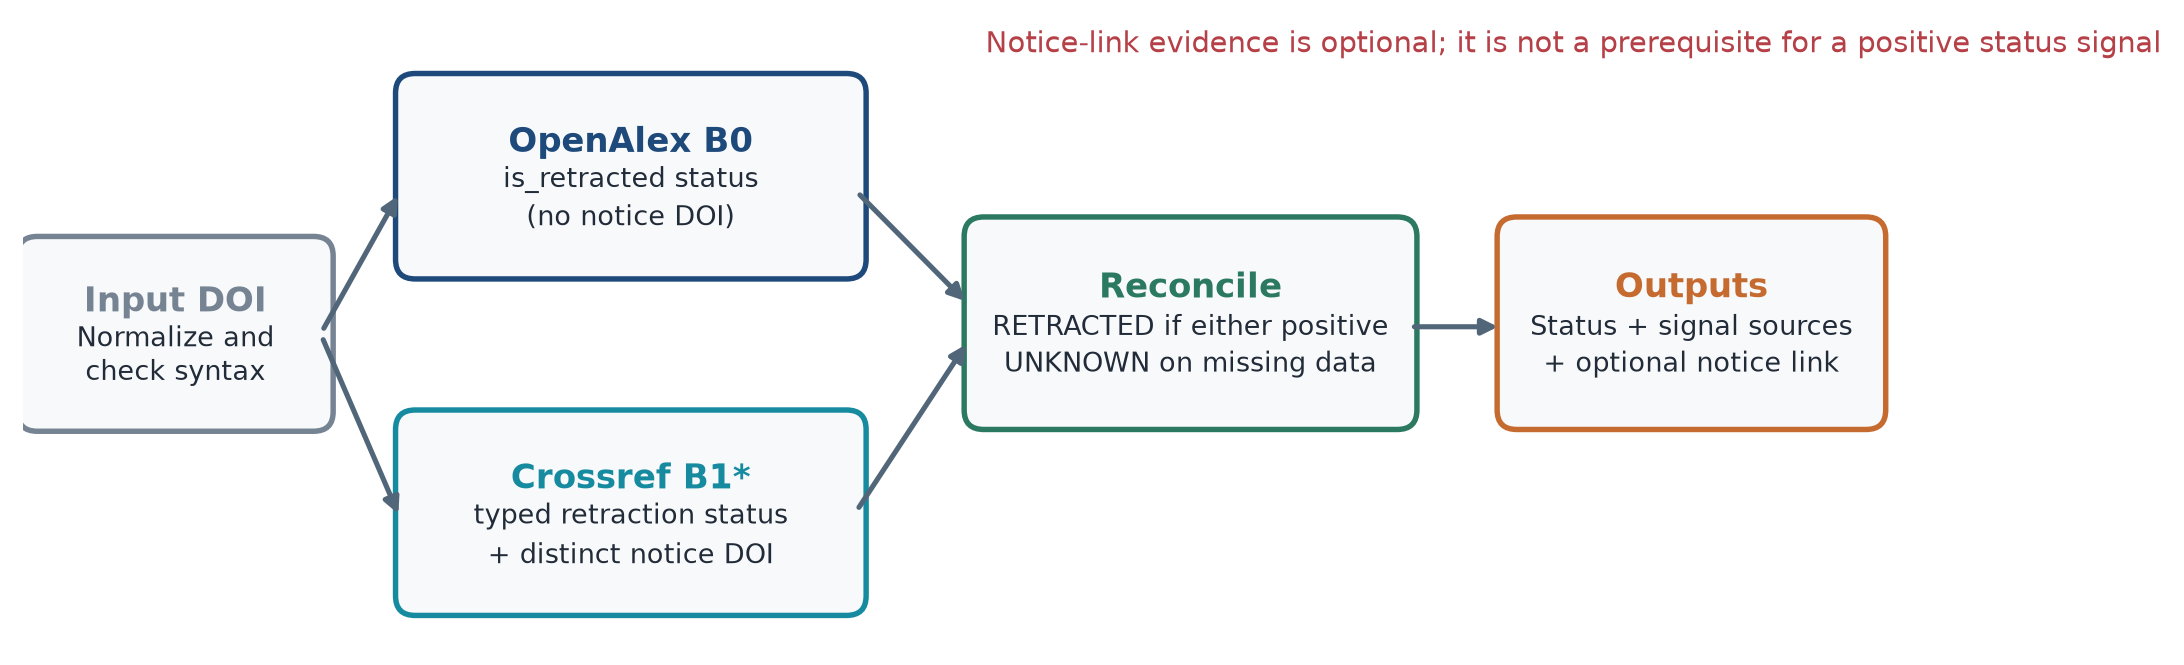 Notice-link evidence is optional; it is not a prerequisite for a positive status signal
Input DOI
Normalize and
check syntax
OpenAlex B0
is_retracted status
(no notice DOI)
Crossref B1*
typed retraction status
+ distinct notice DOI
Reconcile
RETRACTED if either positive
UNKNOWN on missing data
Outputs
Status + signal sources
+ optional notice link